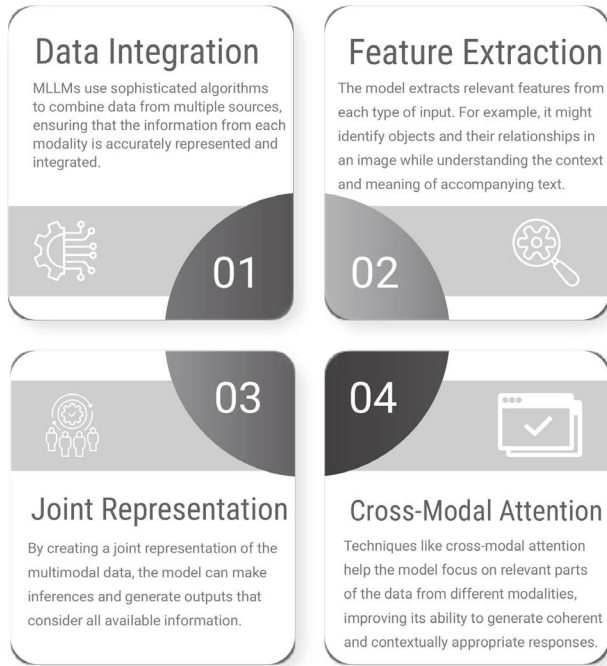 Data Integration
MLLMs use sophisticated algorithms
to combine data from multiple sources,
ensuring that the information from each
modality is accurately represented and
integrated.
01
Feature Extraction
The model extracts relevant features from
each type of input. For example, it might
identify objects and their relationships in
an image while understanding the context
and meaning of accompanying text.
02
03
Joint Representation
By creating a joint representation of the
multimodal data, the model can make
inferences and generate outputs that
consider all available information.
04
Cross-Modal Attention
Techniques like cross-modal attention
help the model focus on relevant parts
of the data from different modalities,
improving its ability to generate coherent
and contextually appropriate responses.